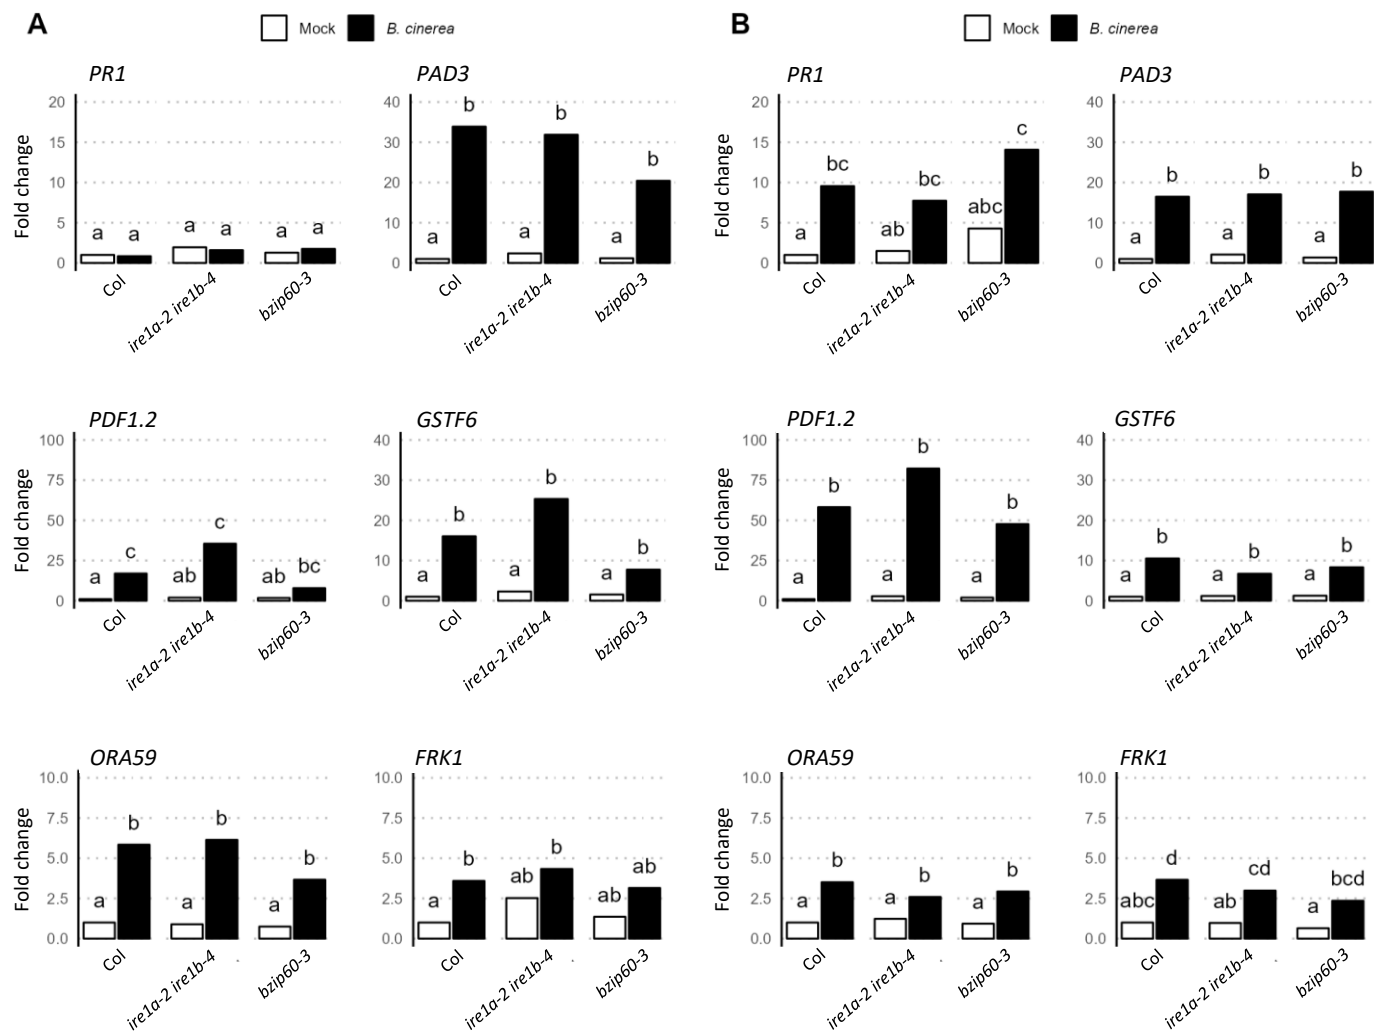 A
Mock B. cinerea
PR1
Fold change
20
15
10
5
0
a a a a a a
Col
ire1a-2 ire1b-4
bzip60-3
PAD3
40
30
20
10
0
a b a b a b
Col
ire1a-2 ire1b-4
bzip60-3
PDF1.2
Fold change
100
75
50
25
0
a c ab c ab bc
Col
ire1a-2 ire1b-4
bzip60-3
GSTF6
40
30
20
10
0
a b a b a b
Col
ire1a-2 ire1b-4
bzip60-3
ORA59
Fold change
10.0
7.5
5.0
2.5
0.0
a b a b a b
Col
ire1a-2 ire1b-4
bzip60-3
FRK1
10.0
7.5
5.0
2.5
0.0
a b ab b ab ab
Col
ire1a-2 ire1b-4
bzip60-3
B
Mock B. cinerea
PR1
Fold change
20
15
10
5
0
a bc ab bc abc c
Col
ire1a-2 ire1b-4
bzip60-3
PAD3
40
30
20
10
0
a b a b a b
Col
ire1a-2 ire1b-4
bzip60-3
PDF1.2
Fold change
100
75
50
25
0
a b a b a b
Col
ire1a-2 ire1b-4
bzip60-3
GSTF6
40
30
20
10
0
a b a b a b
Col
ire1a-2 ire1b-4
bzip60-3
ORA59
Fold change
10.0
7.5
5.0
2.5
0.0
a b a b a b
Col
ire1a-2 ire1b-4
bzip60-3
FRK1
10.0
7.5
5.0
2.5
0.0
abc d ab cd a bcd
Col
ire1a-2 ire1b-4
bzip60-3